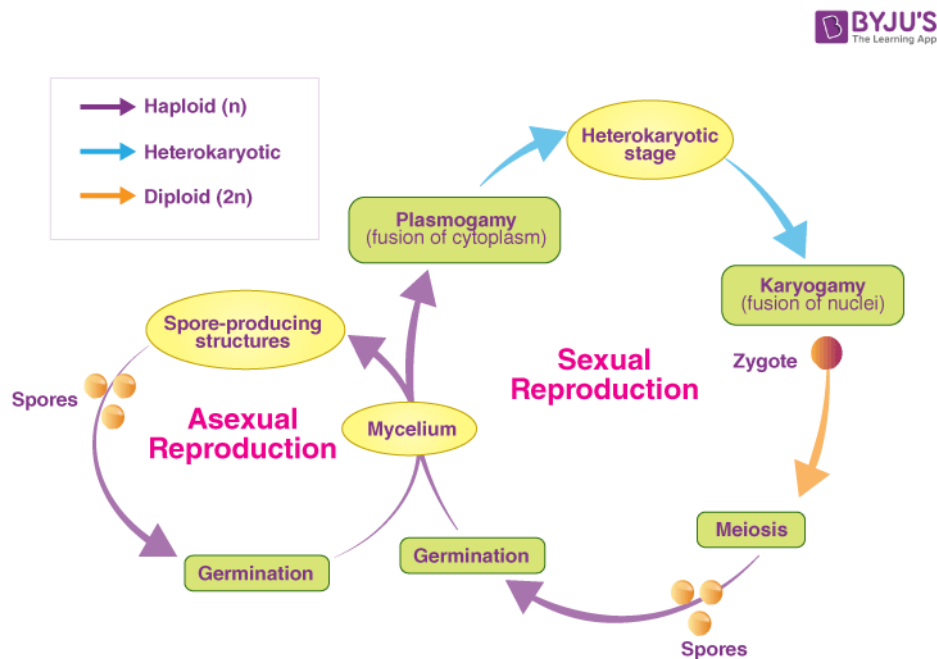 BYJU'S
The Learning App
Haploid (n)
Heterokaryotic
Diploid (2n)
Heterokaryotic
stage
Plasmogamy
(fusion of cytoplasm)
Karyogamy
(fusion of nuclei)
Spore-producing
structures
Sexual
Reproduction
Zygote
Spores
Asexual
Reproduction
Mycelium
Meiosis
Germination
Germination
Spores